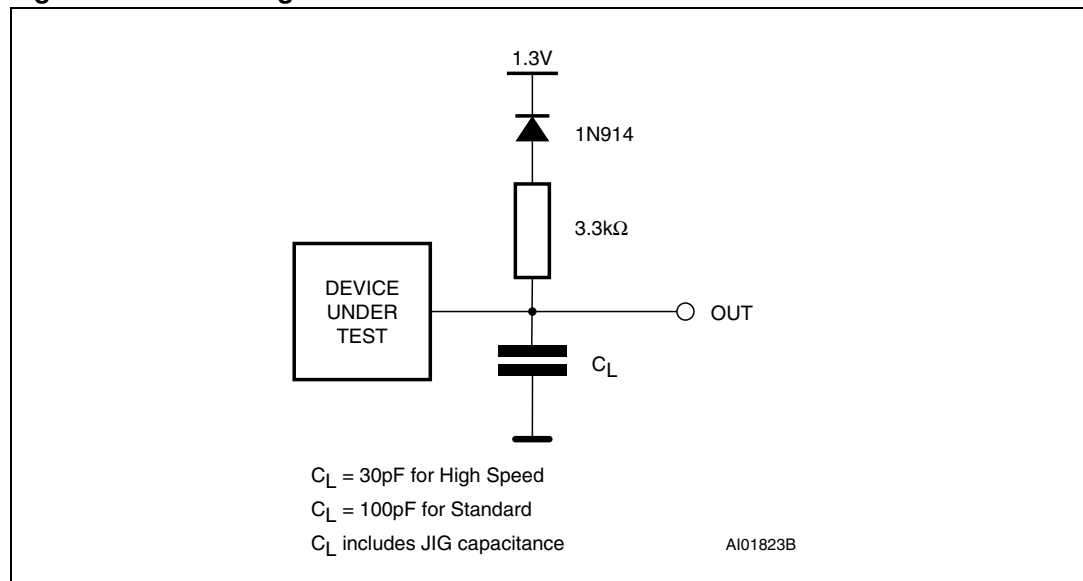 1.3V
1N914
3.3kΩ
DEVICE
UNDER
TEST
OUT
CL
CL = 30pF for High Speed
CL = 100pF for Standard
CL includes JIG capacitance
AI01823B